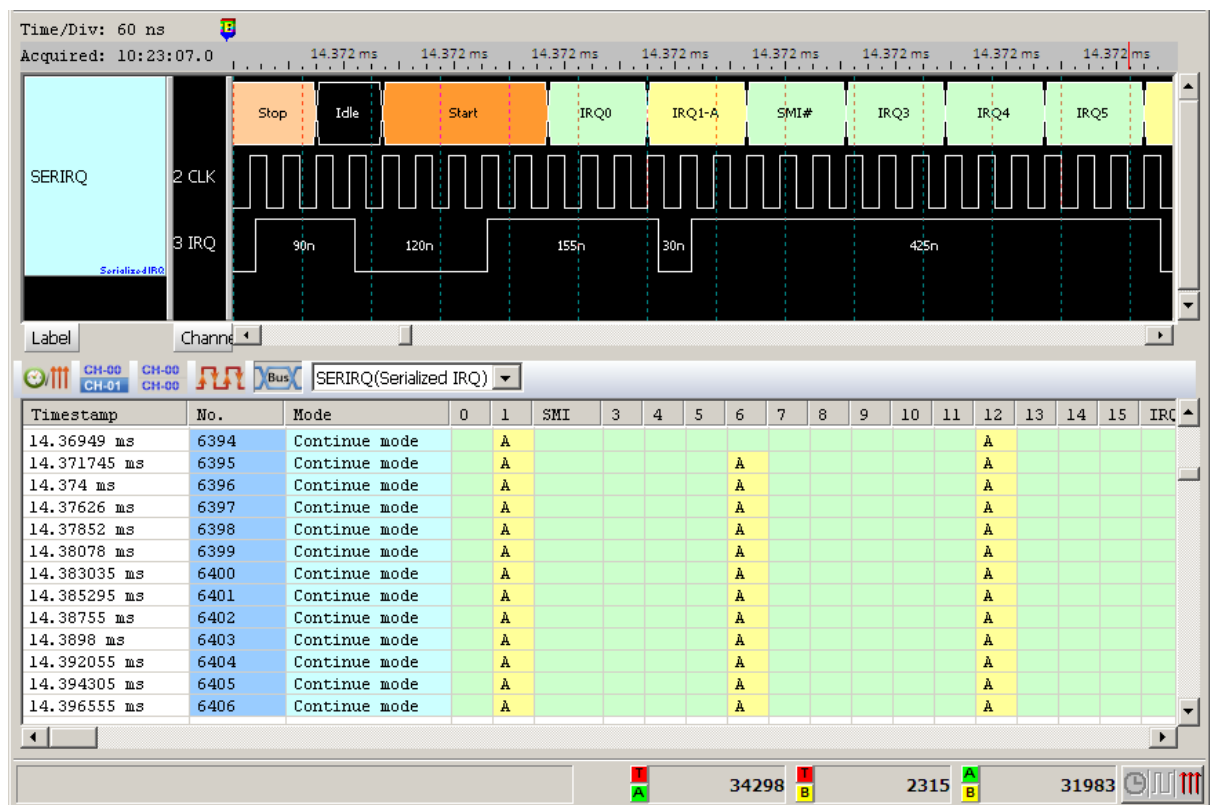 Time/Div: 60 ns
Acquired: 10:23:07.0 14.372 ms 14.372 ms 14.372 ms 14.372 ms 14.372 ms 14.372 ms 14.372 ms 14.372 ms
Stop Idle Start IRQ0 IRQ1-A SMI# IRQ3 IRQ4 IRQ5
SERIRQ 2 CLK
3 IRQ 90n 120n 155n 30n 425n
Serialized IRQ
Label Channe
CH-00 CH-00
CH-01 CH-00
Bus SERIRQ(Serialized IRQ)
Timestamp No. Mode 0 1 SMI 3 4 5 6 7 8 9 10 11 12 13 14 15 IRQ
14.36949 ms 6394 Continue mode A A
14.371745 ms 6395 Continue mode A A A
14.374 ms 6396 Continue mode A A A
14.37626 ms 6397 Continue mode A A A
14.37852 ms 6398 Continue mode A A A
14.38078 ms 6399 Continue mode A A A
14.383035 ms 6400 Continue mode A A A
14.385295 ms 6401 Continue mode A A A
14.38755 ms 6402 Continue mode A A A
14.3898 ms 6403 Continue mode A A A
14.392055 ms 6404 Continue mode A A A
14.394305 ms 6405 Continue mode A A A
14.396555 ms 6406 Continue mode A A A
T A 34298 T B 2315 A B 31983